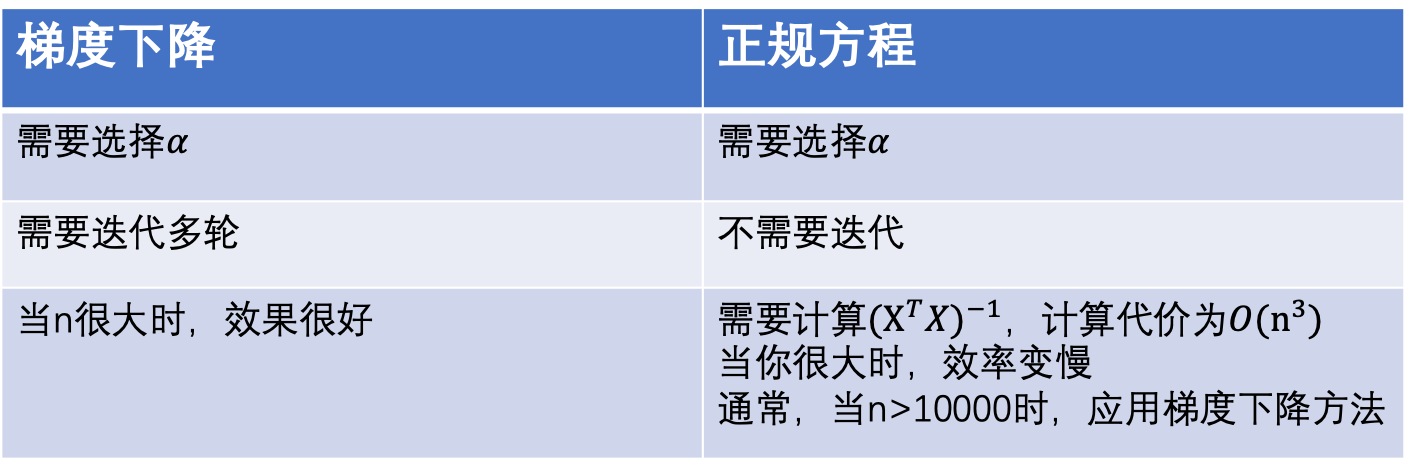 梯度下降
正规方程
需要选择α
需要选择α
需要迭代多轮
不需要迭代
当n很大时，效果很好
需要计算(XᵀX)⁻¹，计算代价为O(n³)
当你很大时，效率变慢
通常，当n>10000时，应用梯度下降方法